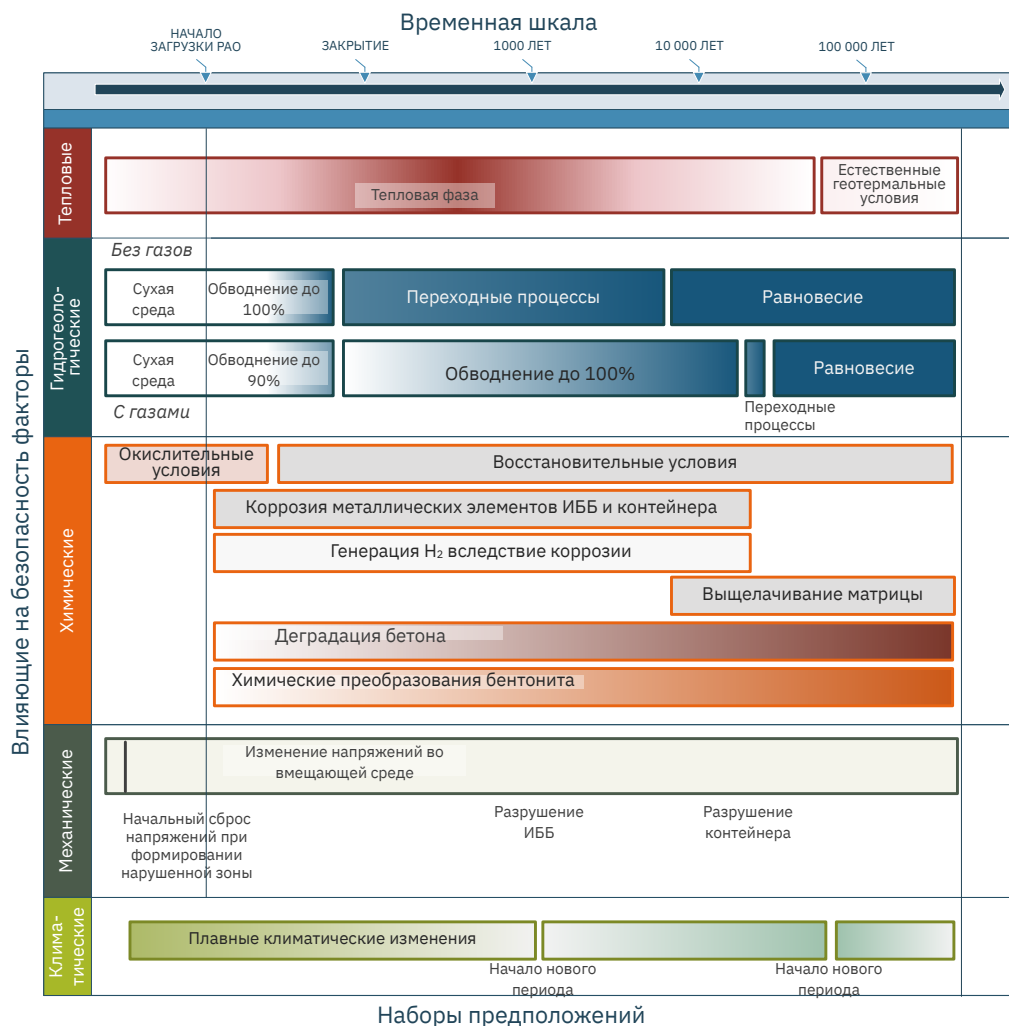 Временная шкала
НАЧАЛО
ЗАГРУЗКИ РАО
ЗАКРЫТИЕ
1000 ЛЕТ
10 000 ЛЕТ
100 000 ЛЕТ
Влияющие на безопасность факторы
Тепловые
Тепловая фаза
Естественные
геотермальные
условия
Гидрогеоло-
гические
Без газов
Сухая
среда
Обводнение до
100%
Переходные процессы
Равновесие
Сухая
среда
Обводнение до
90%
Обводнение до 100%
Равновесие
С газами
Переходные
процессы
Химические
Окислительные
условия
Восстановительные условия
Коррозия металлических элементов ИББ и контейнера
Генерация H₂ вследствие коррозии
Выщелачивание матрицы
Деградация бетона
Химические преобразования бентонита
Механические
Изменение напряжений во
вмещающей среде
Начальный сброс
напряжений при
формировании
нарушенной зоны
Разрушение
ИББ
Разрушение
контейнера
Клима-
тические
Плавные климатические изменения
Начало нового
периода
Начало нового
периода
Наборы предположений